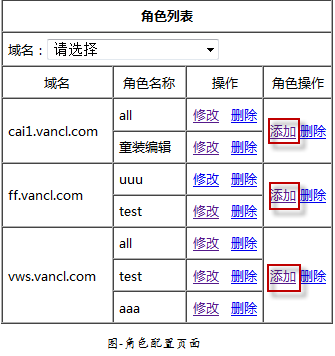 角色列表
域名： 请选择
域名 角色名称 操作 角色操作
cai1.vancl.com all 修改 删除 添加 删除
童装编辑 修改 删除
ff.vancl.com uuu 修改 删除 添加 删除
test 修改 删除
vws.vancl.com all 修改 删除 添加 删除
test 修改 删除
aaa 修改 删除
图-角色配置页面